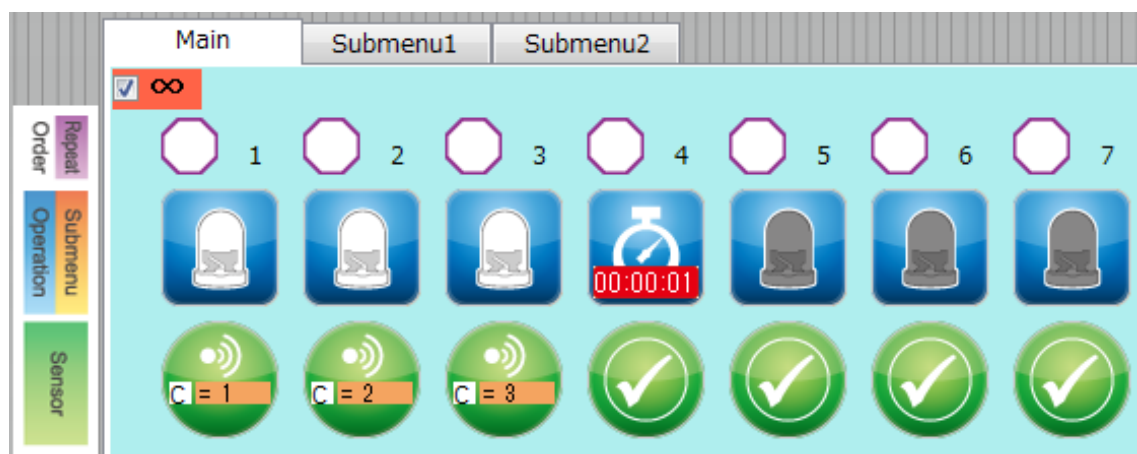 Main Submenu1 Submenu2
∞
1 2 3 4 5 6 7
00:00:01
C = 1 C = 2 C = 3
Repeat
Order
Submenu
Operation
Sensor